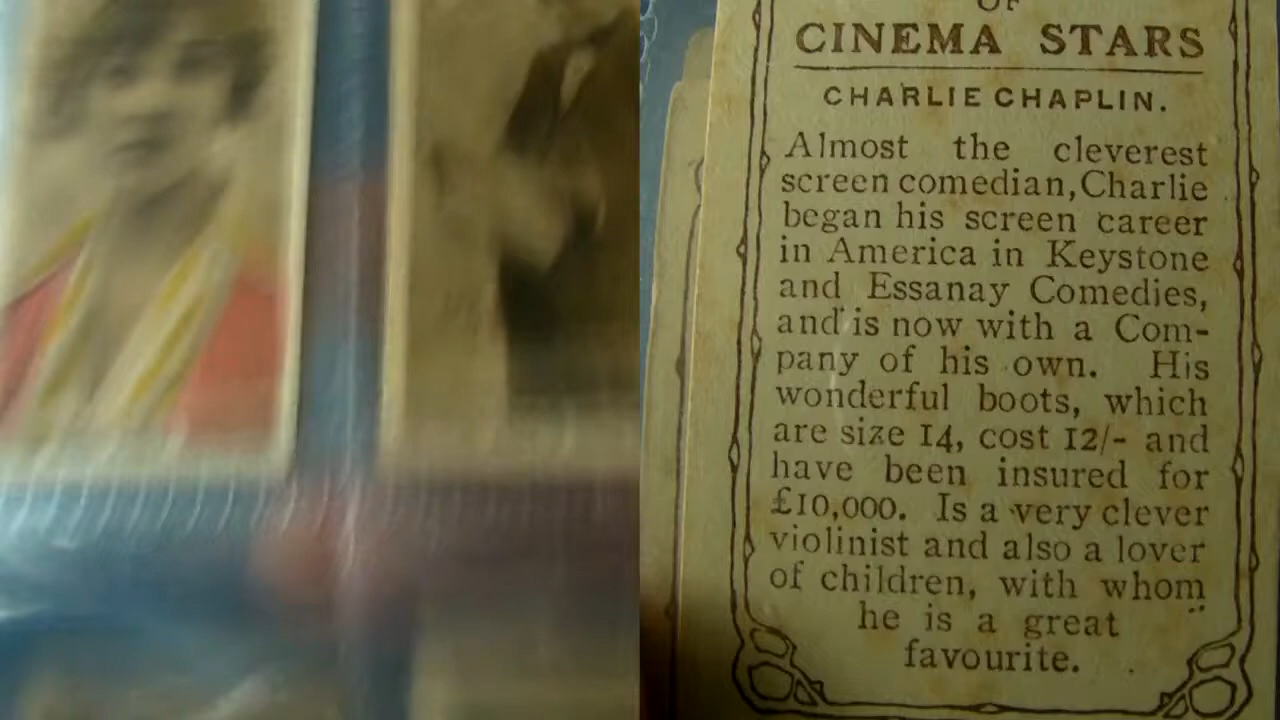 OF
CINEMA STARS
CHARLIE CHAPLIN.
Almost the cleverest
screen comedian, Charlie
began his screen career
in America in Keystone
and Essanay Comedies,
and is now with a Com-
pany of his own. His
wonderful boots, which
are size 14, cost 12/- and
have been insured for
£10,000. Is a very clever
violinist and also a lover
of children, with whom
he is a great
favourite.